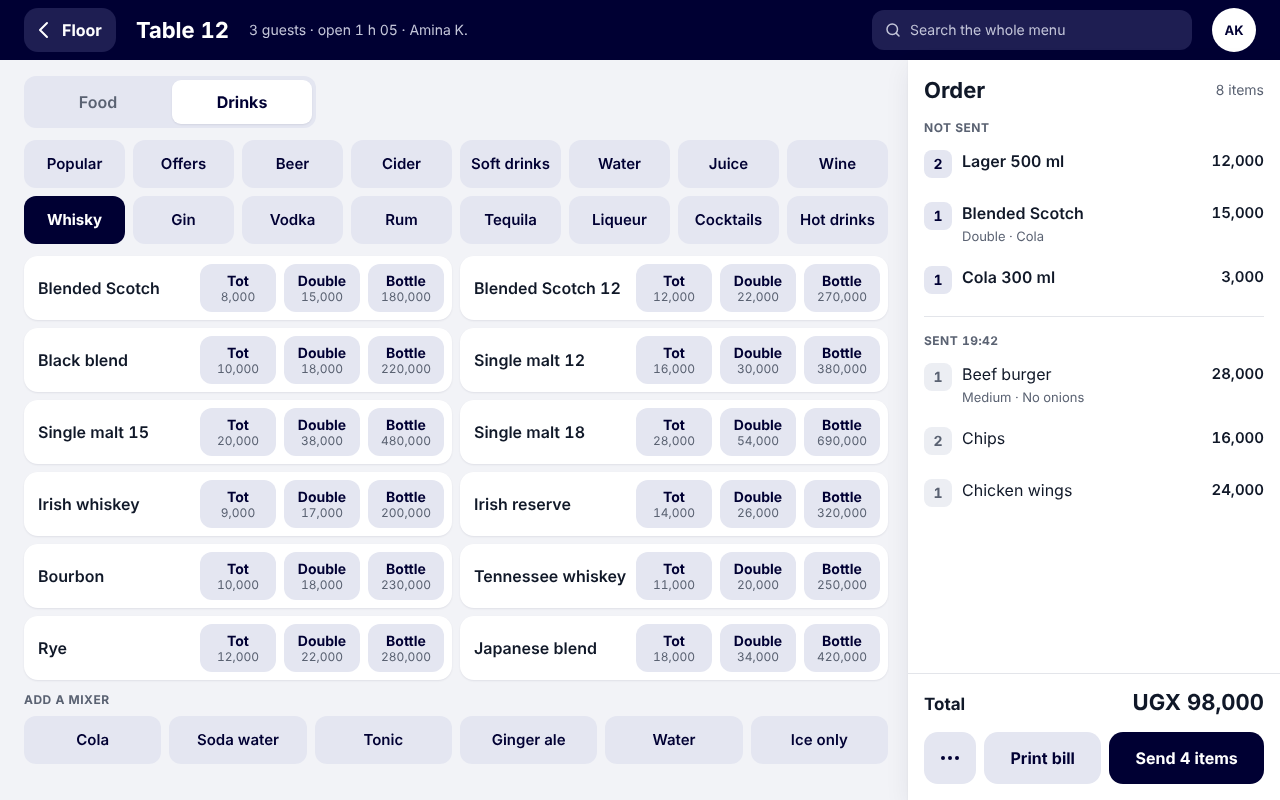 Floor
Table 12
3 guests · open 1 h 05 · Amina K.
Search the whole menu
AK
Food
Drinks
Popular
Offers
Beer
Cider
Soft drinks
Water
Juice
Wine
Whisky
Gin
Vodka
Rum
Tequila
Liqueur
Cocktails
Hot drinks
Blended Scotch
Tot
8,000
Double
15,000
Bottle
180,000
Blended Scotch 12
Tot
12,000
Double
22,000
Bottle
270,000
Black blend
Tot
10,000
Double
18,000
Bottle
220,000
Single malt 12
Tot
16,000
Double
30,000
Bottle
380,000
Single malt 15
Tot
20,000
Double
38,000
Bottle
480,000
Single malt 18
Tot
28,000
Double
54,000
Bottle
690,000
Irish whiskey
Tot
9,000
Double
17,000
Bottle
200,000
Irish reserve
Tot
14,000
Double
26,000
Bottle
320,000
Bourbon
Tot
10,000
Double
18,000
Bottle
230,000
Tennessee whiskey
Tot
11,000
Double
20,000
Bottle
250,000
Rye
Tot
12,000
Double
22,000
Bottle
280,000
Japanese blend
Tot
18,000
Double
34,000
Bottle
420,000
ADD A MIXER
Cola
Soda water
Tonic
Ginger ale
Water
Ice only
Order
8 items
NOT SENT
2 Lager 500 ml 12,000
1 Blended Scotch 15,000
Double · Cola
1 Cola 300 ml 3,000
SENT 19:42
1 Beef burger 28,000
Medium · No onions
2 Chips 16,000
1 Chicken wings 24,000
Total UGX 98,000
Print bill
Send 4 items